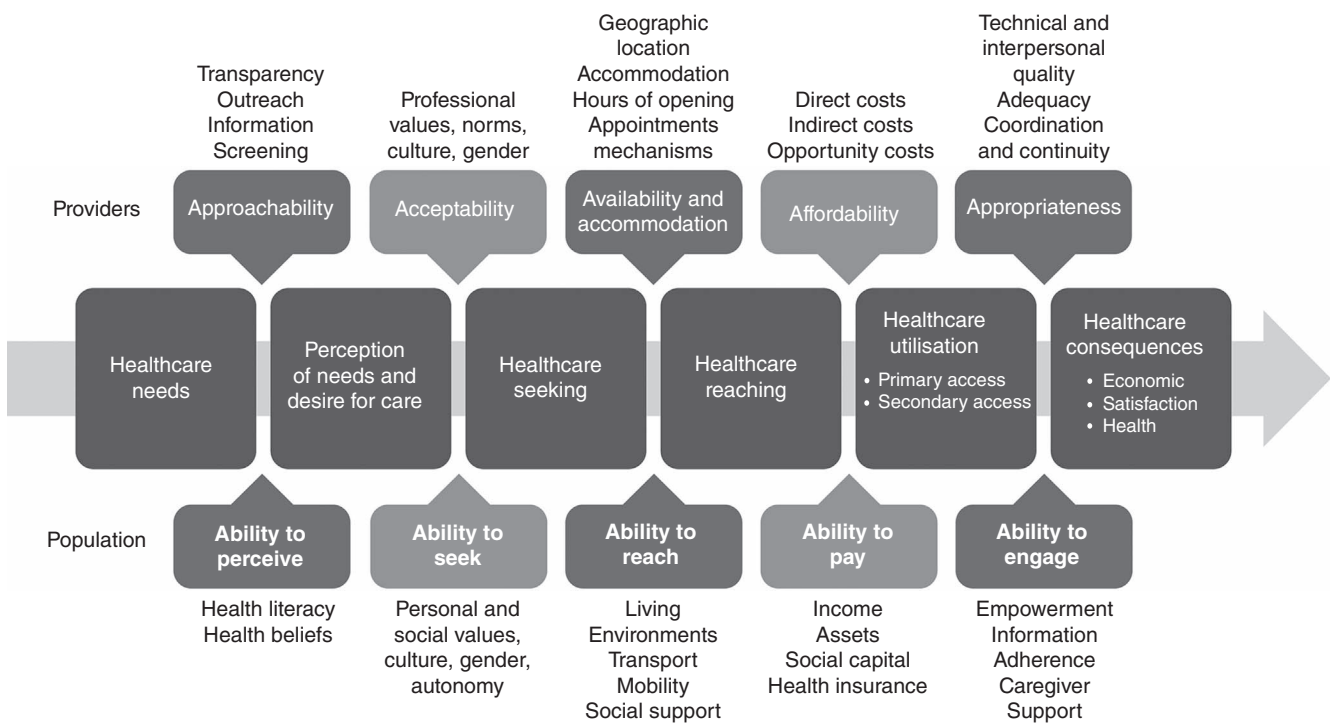 Transparency
Outreach
Information
Screening
Professional
values, norms,
culture, gender
Geographic
location
Accommodation
Hours of opening
Appointments
mechanisms
Direct costs
Indirect costs
Opportunity costs
Technical and
interpersonal
quality
Adequacy
Coordination
and continuity
Providers
Approachability
Acceptability
Availability and
accommodation
Affordability
Appropriateness
Healthcare
needs
Perception
of needs and
desire for care
Healthcare
seeking
Healthcare
reaching
Healthcare
utilisation
• Primary access
• Secondary access
Healthcare
consequences
• Economic
• Satisfaction
• Health
Population
Ability to
perceive
Ability to
seek
Ability to
reach
Ability to
pay
Ability to
engage
Health literacy
Health beliefs
Personal and
social values,
culture, gender,
autonomy
Living
Environments
Transport
Mobility
Social support
Income
Assets
Social capital
Health insurance
Empowerment
Information
Adherence
Caregiver
Support